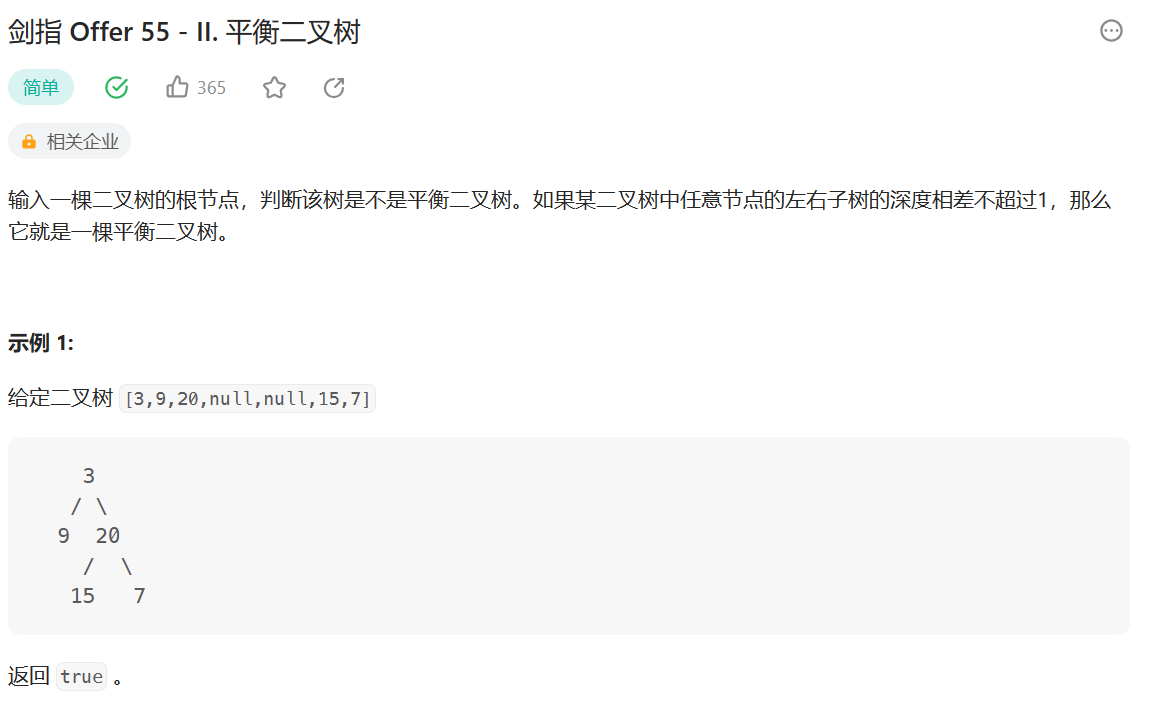 剑指 Offer 55 - II. 平衡二叉树
简单 365
相关企业
输入一棵二叉树的根节点，判断该树是不是平衡二叉树。如果某二叉树中任意节点的左右子树的深度相差不超过1，那么
它就是一棵平衡二叉树。
示例 1:
给定二叉树 [3,9,20,null,null,15,7]
3
/ \
9 20
/ \
15 7
返回 true 。